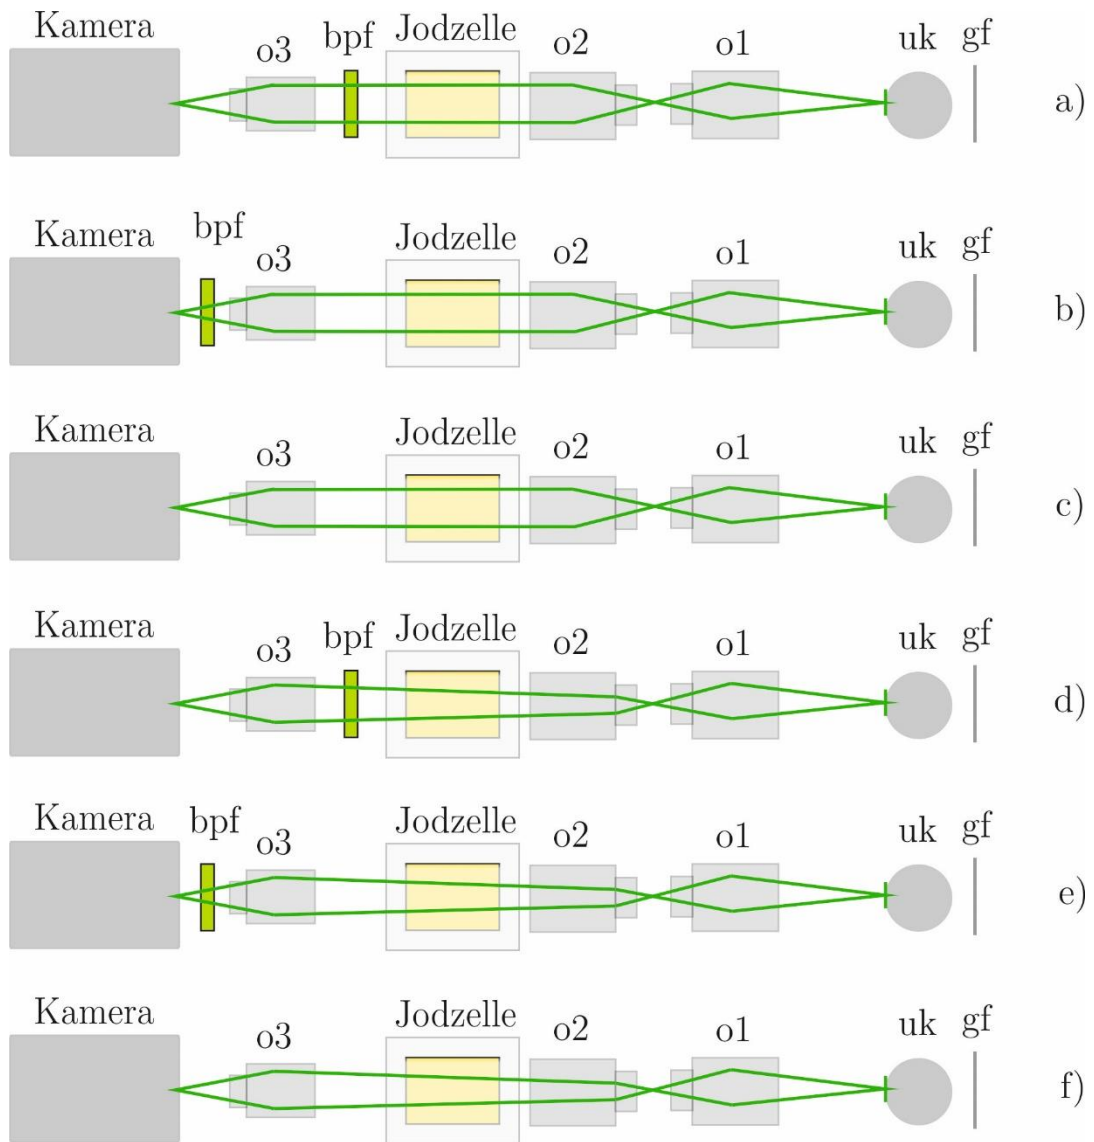 Kamera o3 bpf Jodzelle o2 o1 uk gf
a)
Kamera bpf o3 Jodzelle o2 o1 uk gf
b)
Kamera o3 Jodzelle o2 o1 uk gf
c)
Kamera o3 bpf Jodzelle o2 o1 uk gf
d)
Kamera bpf o3 Jodzelle o2 o1 uk gf
e)
Kamera o3 Jodzelle o2 o1 uk gf
f)